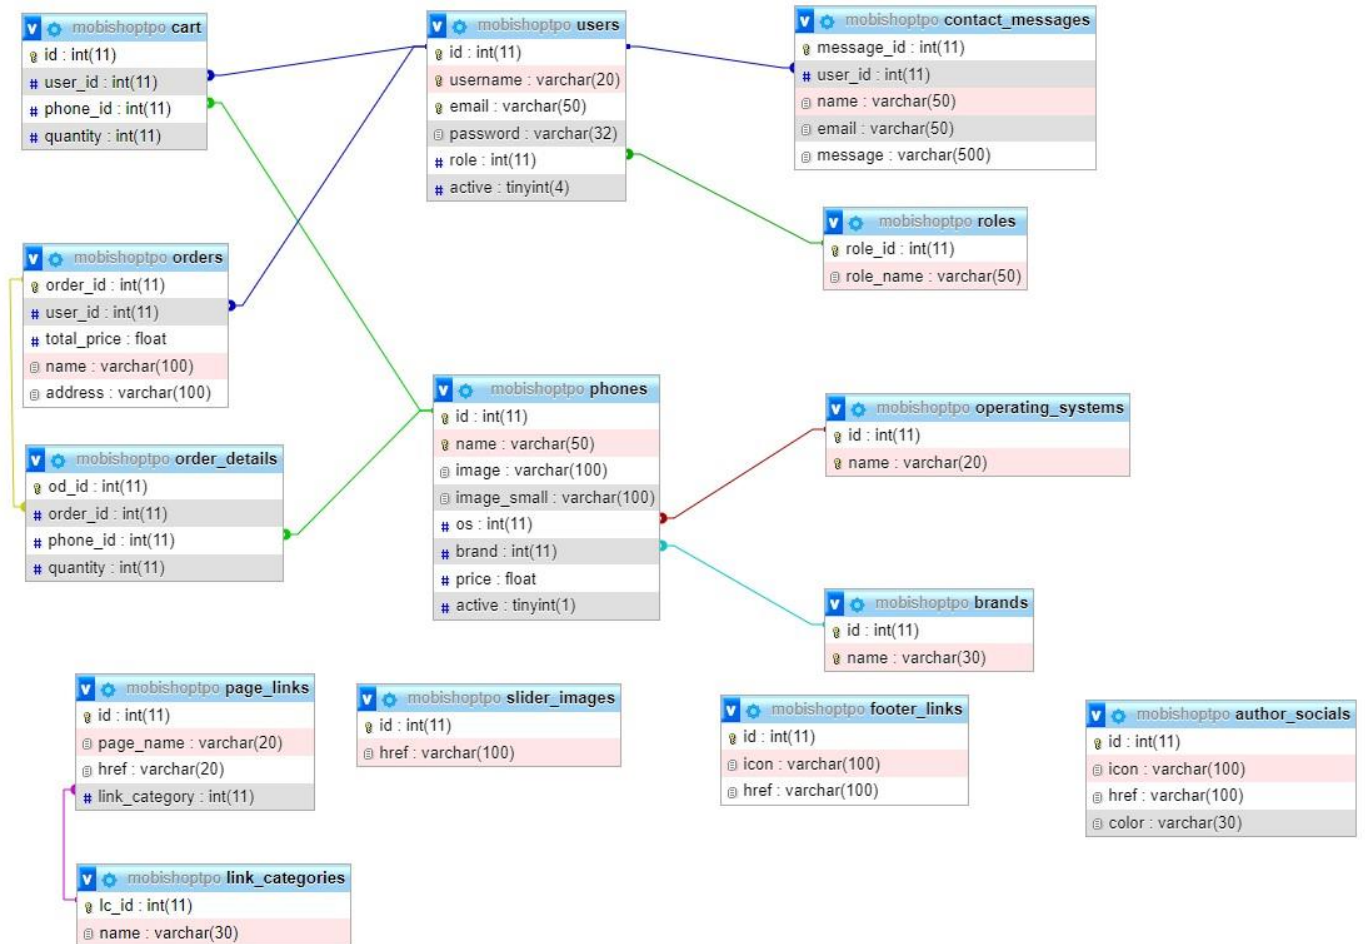 mobishoptpo cart
id : int(11)
user_id : int(11)
phone_id : int(11)
quantity : int(11)
mobishoptpo users
id : int(11)
username : varchar(20)
email : varchar(50)
password : varchar(32)
role : int(11)
active : tinyint(4)
mobishoptpo contact_messages
message_id : int(11)
user_id : int(11)
name : varchar(50)
email : varchar(50)
message : varchar(500)
mobishoptpo roles
role_id : int(11)
role_name : varchar(50)
mobishoptpo orders
order_id : int(11)
user_id : int(11)
total_price : float
name : varchar(100)
address : varchar(100)
mobishoptpo order_details
od_id : int(11)
order_id : int(11)
phone_id : int(11)
quantity : int(11)
mobishoptpo phones
id : int(11)
name : varchar(50)
image : varchar(100)
image_small : varchar(100)
os : int(11)
brand : int(11)
price : float
active : tinyint(1)
mobishoptpo operating_systems
id : int(11)
name : varchar(20)
mobishoptpo brands
id : int(11)
name : varchar(30)
mobishoptpo page_links
id : int(11)
page_name : varchar(20)
href : varchar(20)
link_category : int(11)
mobishoptpo slider_images
id : int(11)
href : varchar(100)
mobishoptpo footer_links
id : int(11)
icon : varchar(100)
href : varchar(100)
mobishoptpo author_socials
id : int(11)
icon : varchar(100)
href : varchar(100)
color : varchar(30)
mobishoptpo link_categories
lc_id : int(11)
name : varchar(30)